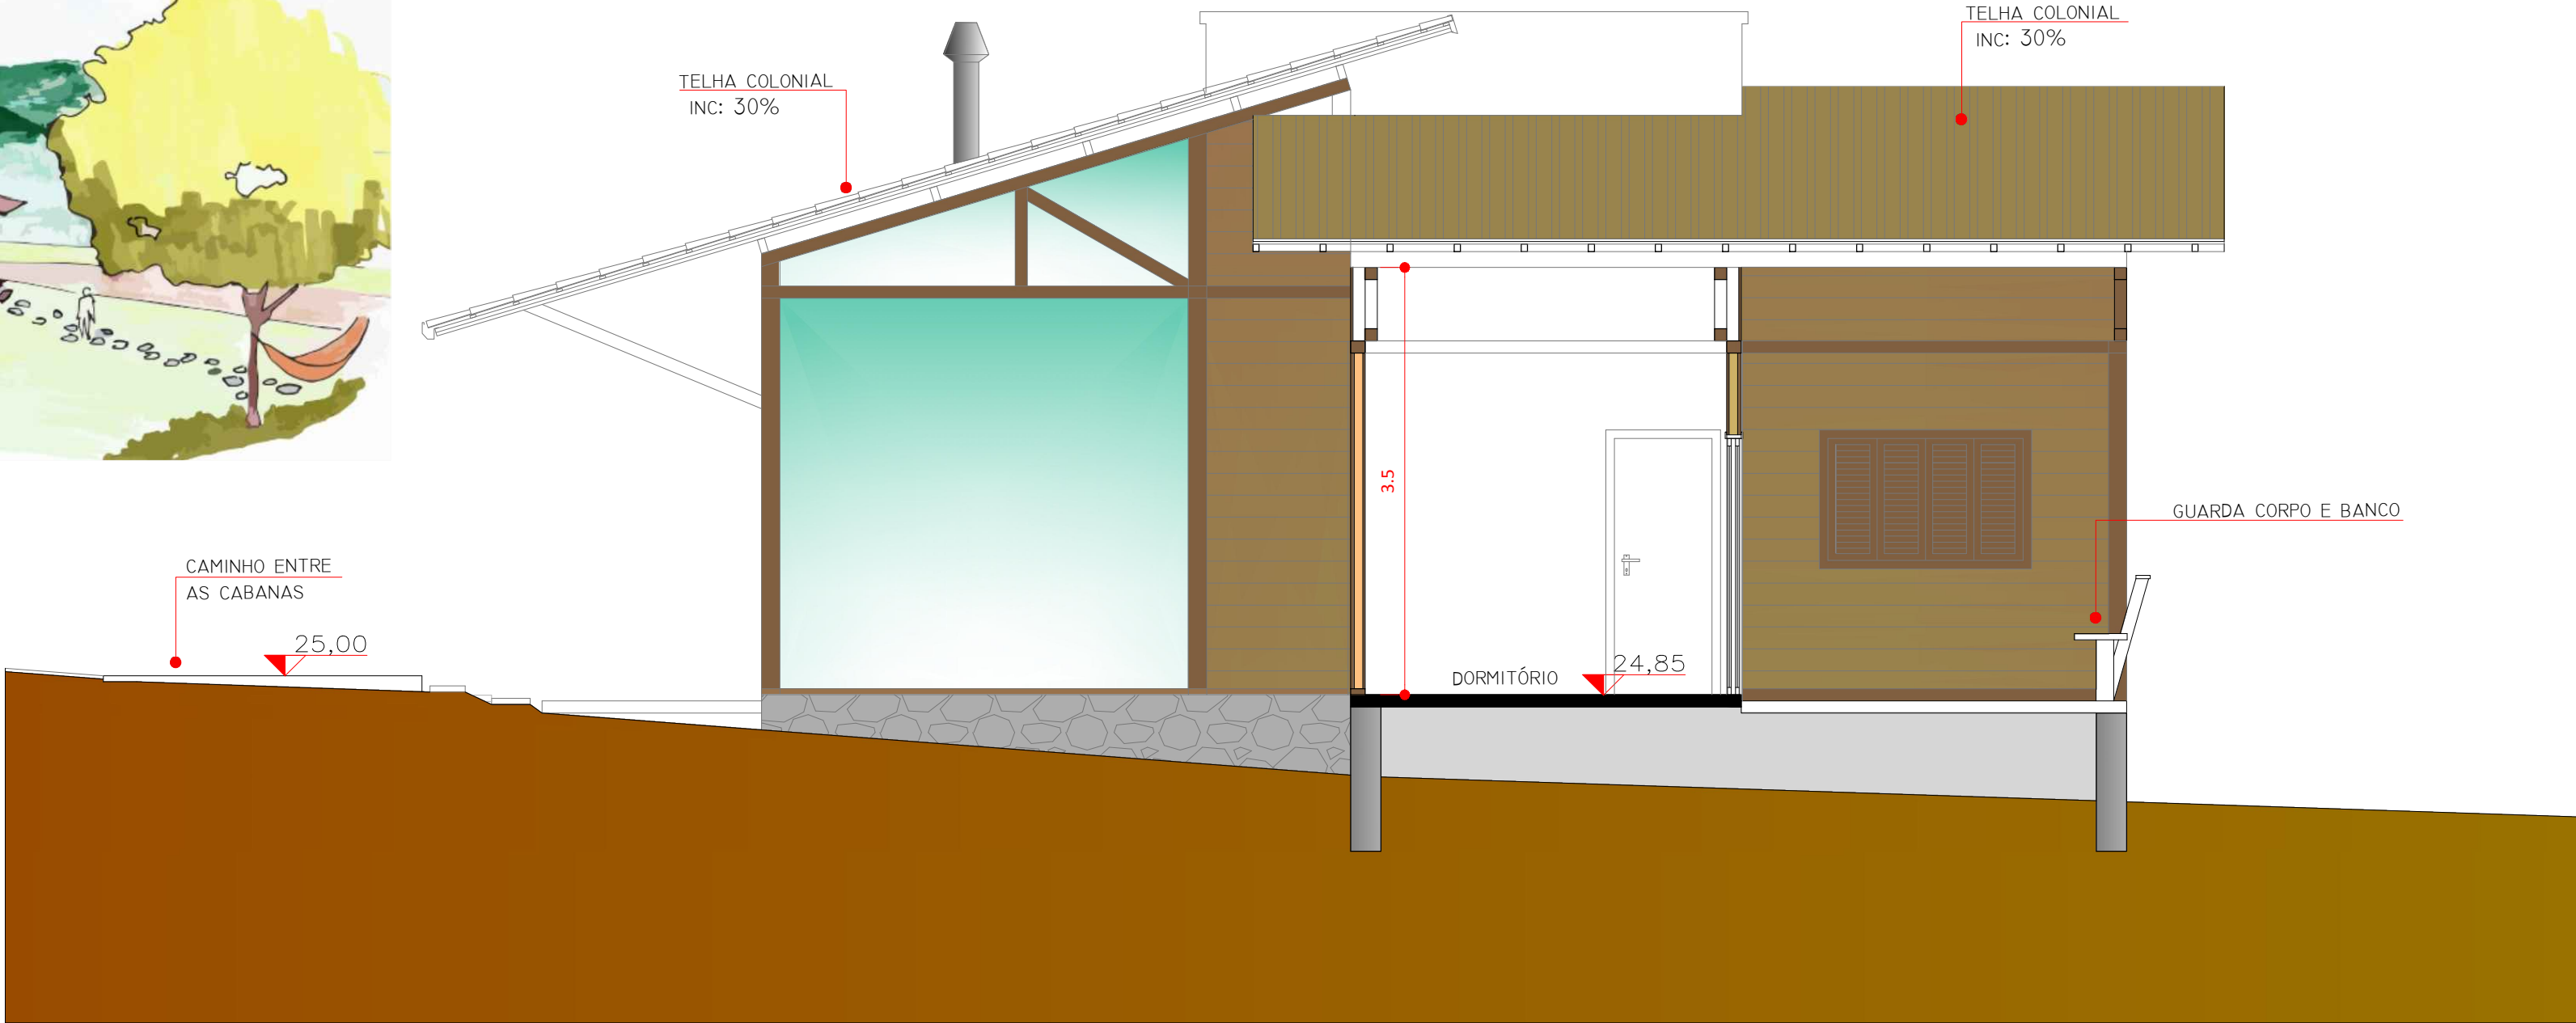 TELHA COLONIAL
INC: 30%
TELHA COLONIAL
INC: 30%
3.5
GUARDA CORPO E BANCO
CAMINHO ENTRE
AS CABANAS
25,00
DORMITÓRIO
24,85